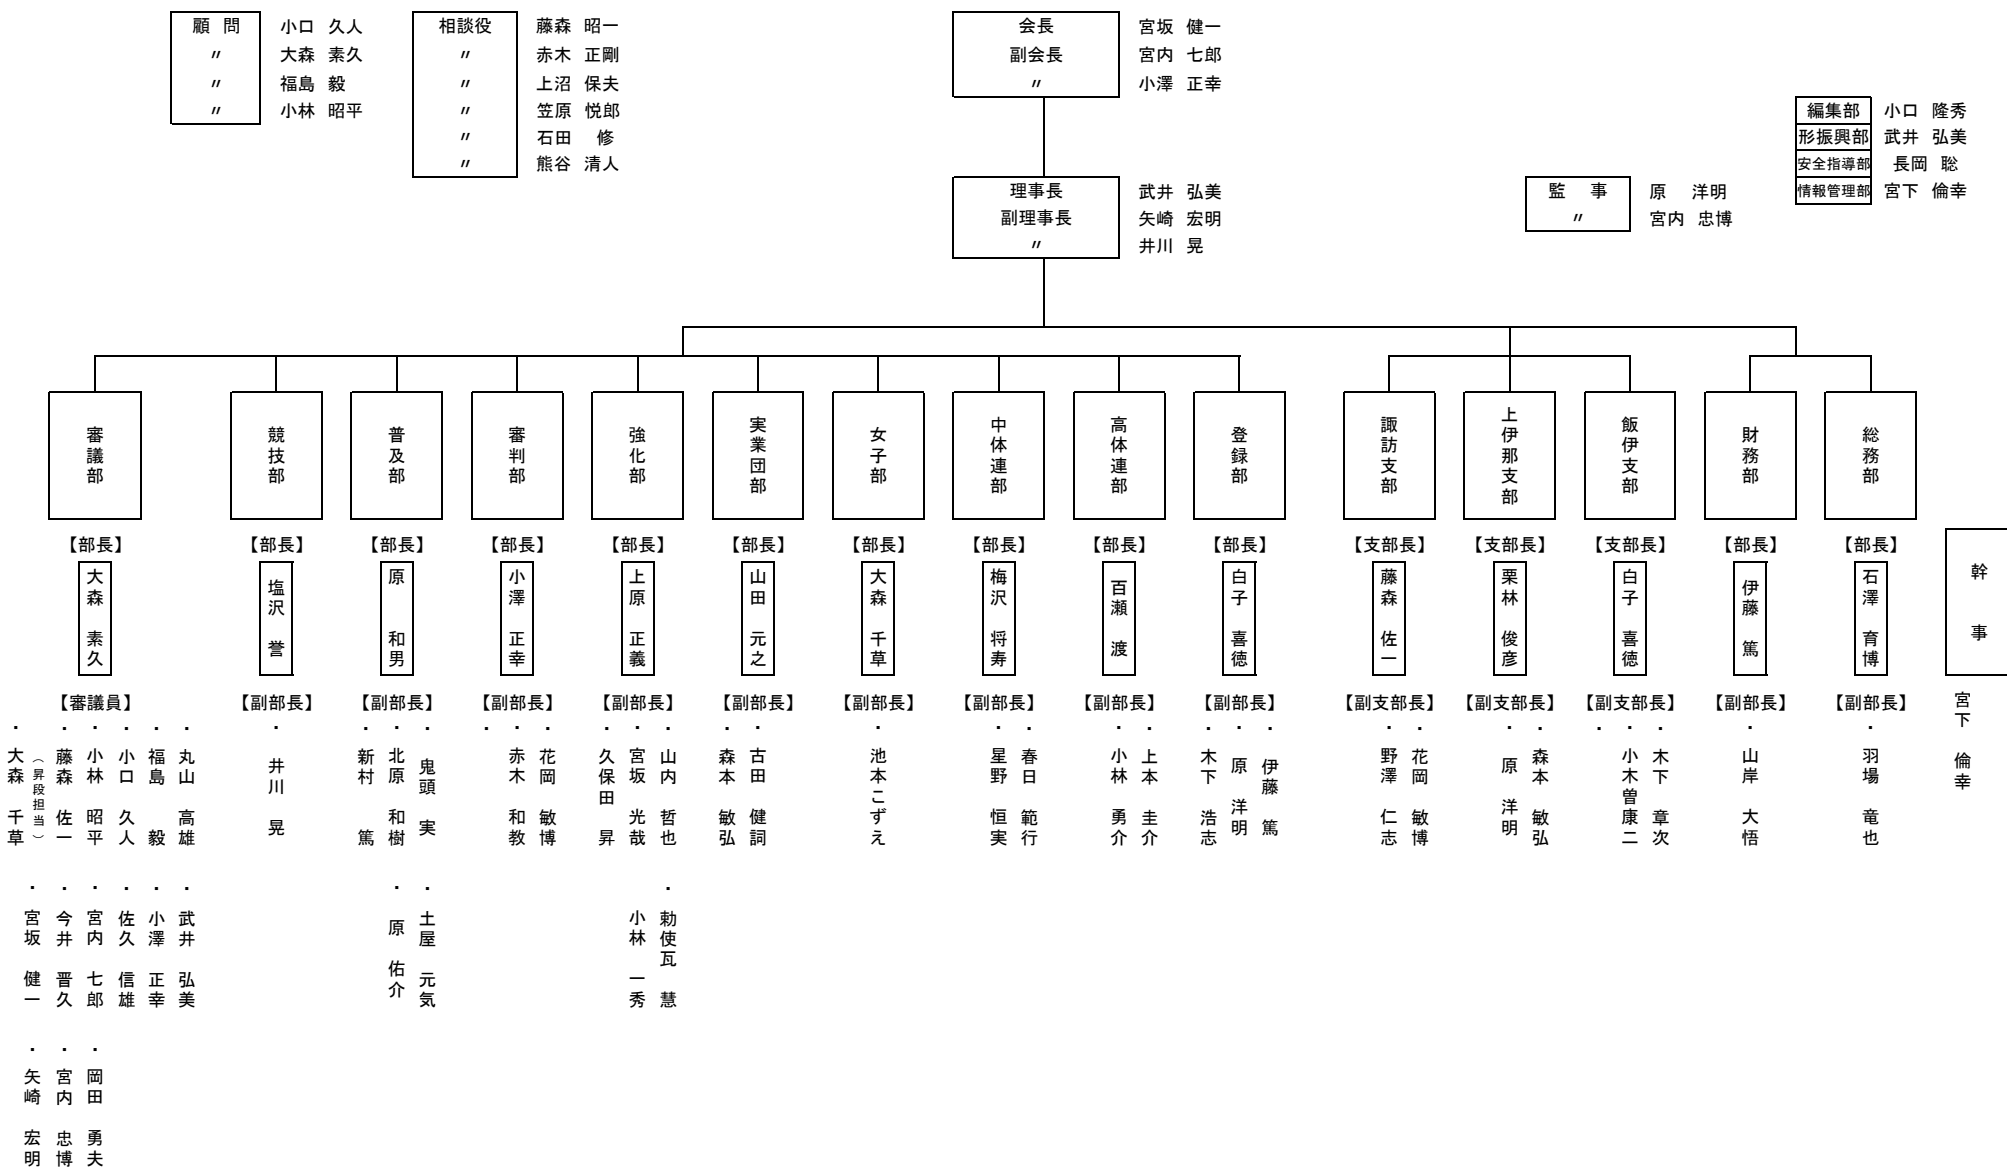 顧 問 小口 久人
〃 大森 素久
〃 福島 毅
〃 小林 昭平
相談役 藤森 昭一
〃 赤木 正剛
〃 上沼 保夫
〃 笠原 悦郎
〃 石田 修
〃 熊谷 清人
会長 宮坂 健一
副会長 宮内 七郎
〃 小澤 正幸
理事長 武井 弘美
副理事長 矢崎 宏明
〃 井川 晃
監 事 原 洋明
〃 宮内 忠博
編集部 小口 隆秀
形振興部 武井 弘美
安全指導部 長岡 聡
情報管理部 宮下 倫幸
審議部
【部長】
大森 素久
【審議員】
・丸山 高雄
・福島 毅
・小口 久人
・小林 昭平
・藤森 佐一
(昇段担当)
・大森 千草
・武井 弘美
・小澤 正幸
・佐久 信雄
・宮内 七郎
・今井 晋久
・宮坂 健一
・岡田 勇夫
・宮内 忠博
・矢崎 宏明
競技部
【部長】
塩沢 誉
【副部長】
・井川 晃
普及部
【部長】
原 和男
【副部長】
・鬼頭 実
・北原 和樹
・新村 篤
・土屋 元気
・原 佑介
審判部
【部長】
小澤 正幸
【副部長】
・花岡 敏博
・赤木 和教
・
強化部
【部長】
上原 正義
【副部長】
・山内 哲也
・宮坂 光哉
・久保田 昇
・勅使瓦 慧
小林 一秀
実業団部
【部長】
山田 元之
【副部長】
・古田 健詞
・森本 敏弘
女子部
【部長】
大森 千草
【副部長】
・池本こずえ
中体連部
【部長】
梅沢 将寿
【副部長】
・春日 範行
・星野 恒実
高体連部
【部長】
百瀬 渡
【副部長】
・上本 圭介
・小林 勇介
登録部
【部長】
白子 喜徳
【副部長】
・伊藤 篤
・原 洋明
・木下 浩志
諏訪支部
【支部長】
藤森 佐一
【副支部長】
・花岡 敏博
・野澤 仁志
上伊那支部
【支部長】
栗林 俊彦
【副支部長】
・森本 敏弘
・原 洋明
飯伊支部
【支部長】
白子 喜徳
【副支部長】
・木下 章次
・小木曽康二
・
財務部
【部長】
伊藤 篤
【副部長】
・山岸 大悟
総務部
【部長】
石澤 育博
【副部長】
・羽場 竜也
幹 事
宮下 倫幸